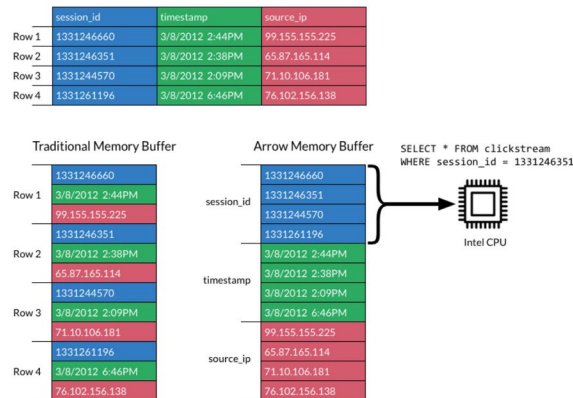 session_id timestamp source_ip
Row 1 1331246660 3/8/2012 2:44PM 99.155.155.225
Row 2 1331246351 3/8/2012 2:38PM 65.87.165.114
Row 3 1331244570 3/8/2012 2:09PM 71.10.106.181
Row 4 1331261196 3/8/2012 6:46PM 76.102.156.138
Traditional Memory Buffer
Row 1
1331246660
3/8/2012 2:44PM
99.155.155.225
Row 2
1331246351
3/8/2012 2:38PM
65.87.165.114
Row 3
1331244570
3/8/2012 2:09PM
71.10.106.181
Row 4
1331261196
3/8/2012 6:46PM
76.102.156.138
Arrow Memory Buffer
session_id
1331246660
1331246351
1331244570
1331261196
timestamp
3/8/2012 2:44PM
3/8/2012 2:38PM
3/8/2012 2:09PM
3/8/2012 6:46PM
source_ip
99.155.155.225
65.87.165.114
71.10.106.181
76.102.156.138
SELECT * FROM clickstream
WHERE session_id = 1331246351
Intel CPU